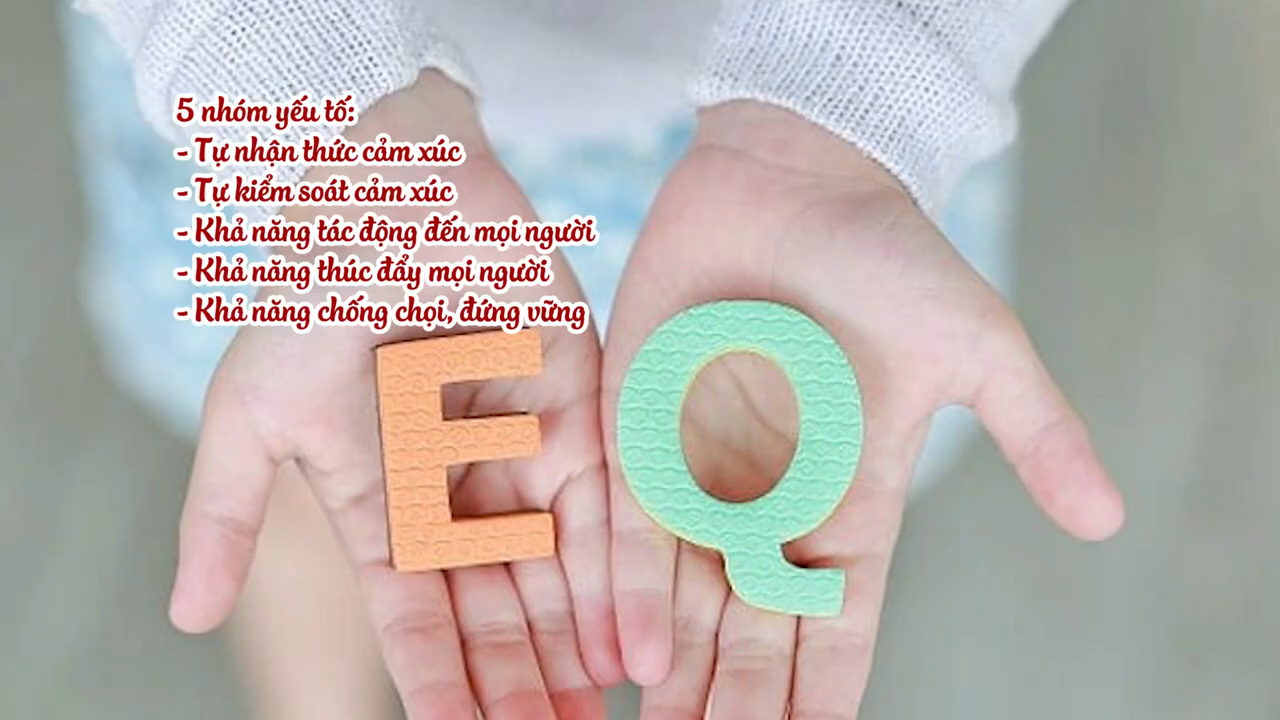 5 nhóm yếu tố:
- Tự nhận thức cảm xúc
- Tự kiểm soát cảm xúc
- Khả năng tác động đến mọi người
- Khả năng thúc đẩy mọi người
- Khả năng chống chọi, đứng vững
E Q